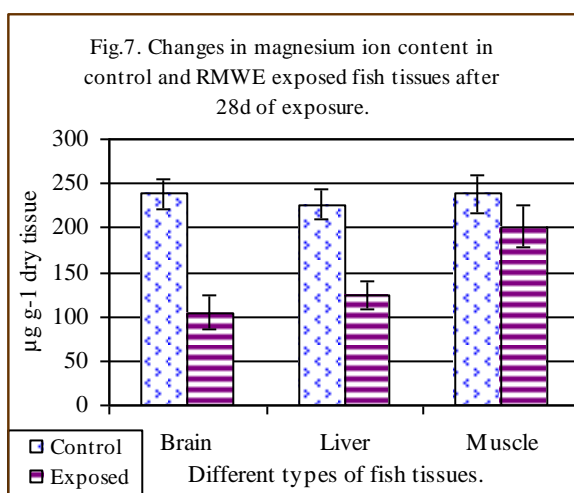 Fig.7. Changes in magnesium ion content in
control and RMWE exposed fish tissues after
28d of exposure.
300
250
200
150
100
50
0
µg g-1 dry tissue
Brain Liver Muscle
Different types of fish tissues.
Control
Exposed